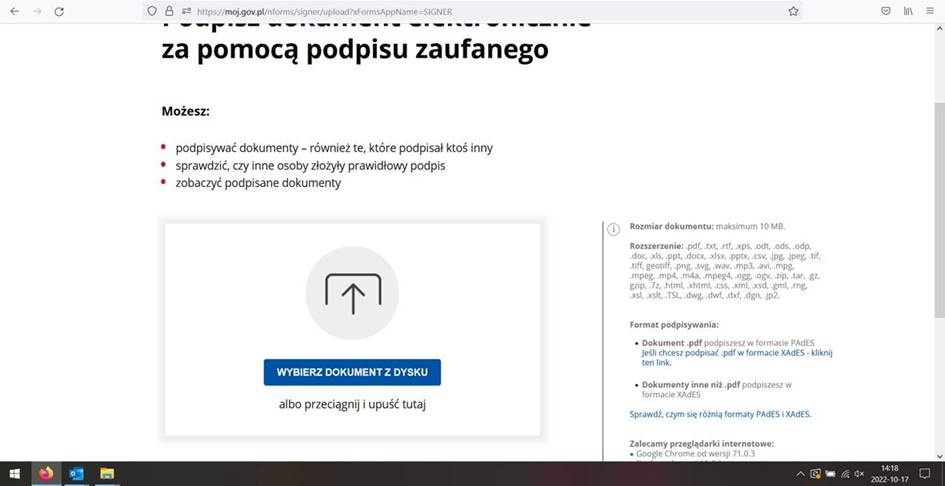 https://moj.gov.pl/nforms/signer/upload?xFormsAppName=SIGNER
Podpisz dokument elektronicznie
za pomocą podpisu zaufanego
Możesz:
podpisywać dokumenty – również te, które podpisał ktoś inny
sprawdzić, czy inne osoby złożyły prawidłowy podpis
zobaczyć podpisane dokumenty
WYBIERZ DOKUMENT Z DYSKU
albo przeciągnij i upuść tutaj
Rozmiar dokumentu: maksimum 10 MB.
Rozszerzenie: .pdf, .txt, .rtf, .xps, .odt, .ods, .odp,
.doc, .xls, .ppt, .docx, .xlsx, .pptx, .csv, .jpg, .jpeg, .tif,
.tiff, geotiff, .png, .svg, .wav, .mp3, .avi, .mpg,
.mpeg, .mp4, .m4a, .mpeg4, .ogg, .ogv, .zip, .tar, .gz,
gzip, .7z, .html, .xhtml, .css, .xml, .xsd, .gml, .rng,
.xsl, .xslt, .TSL, .dwg, .dwf, .dxf, .dgn, .jp2.
Format podpisywania:
Dokument .pdf podpiszesz w formacie PAdES
Jeśli chcesz podpisać .pdf w formacie XAdES - kliknij
ten link.
Dokumenty inne niż .pdf podpiszesz w
formacie XAdES
Sprawdź, czym się różnią formaty PAdES i XAdES.
Zalecamy przeglądarki internetowe:
Google Chrome od wersji 71.0.3
14:18
2022-10-17